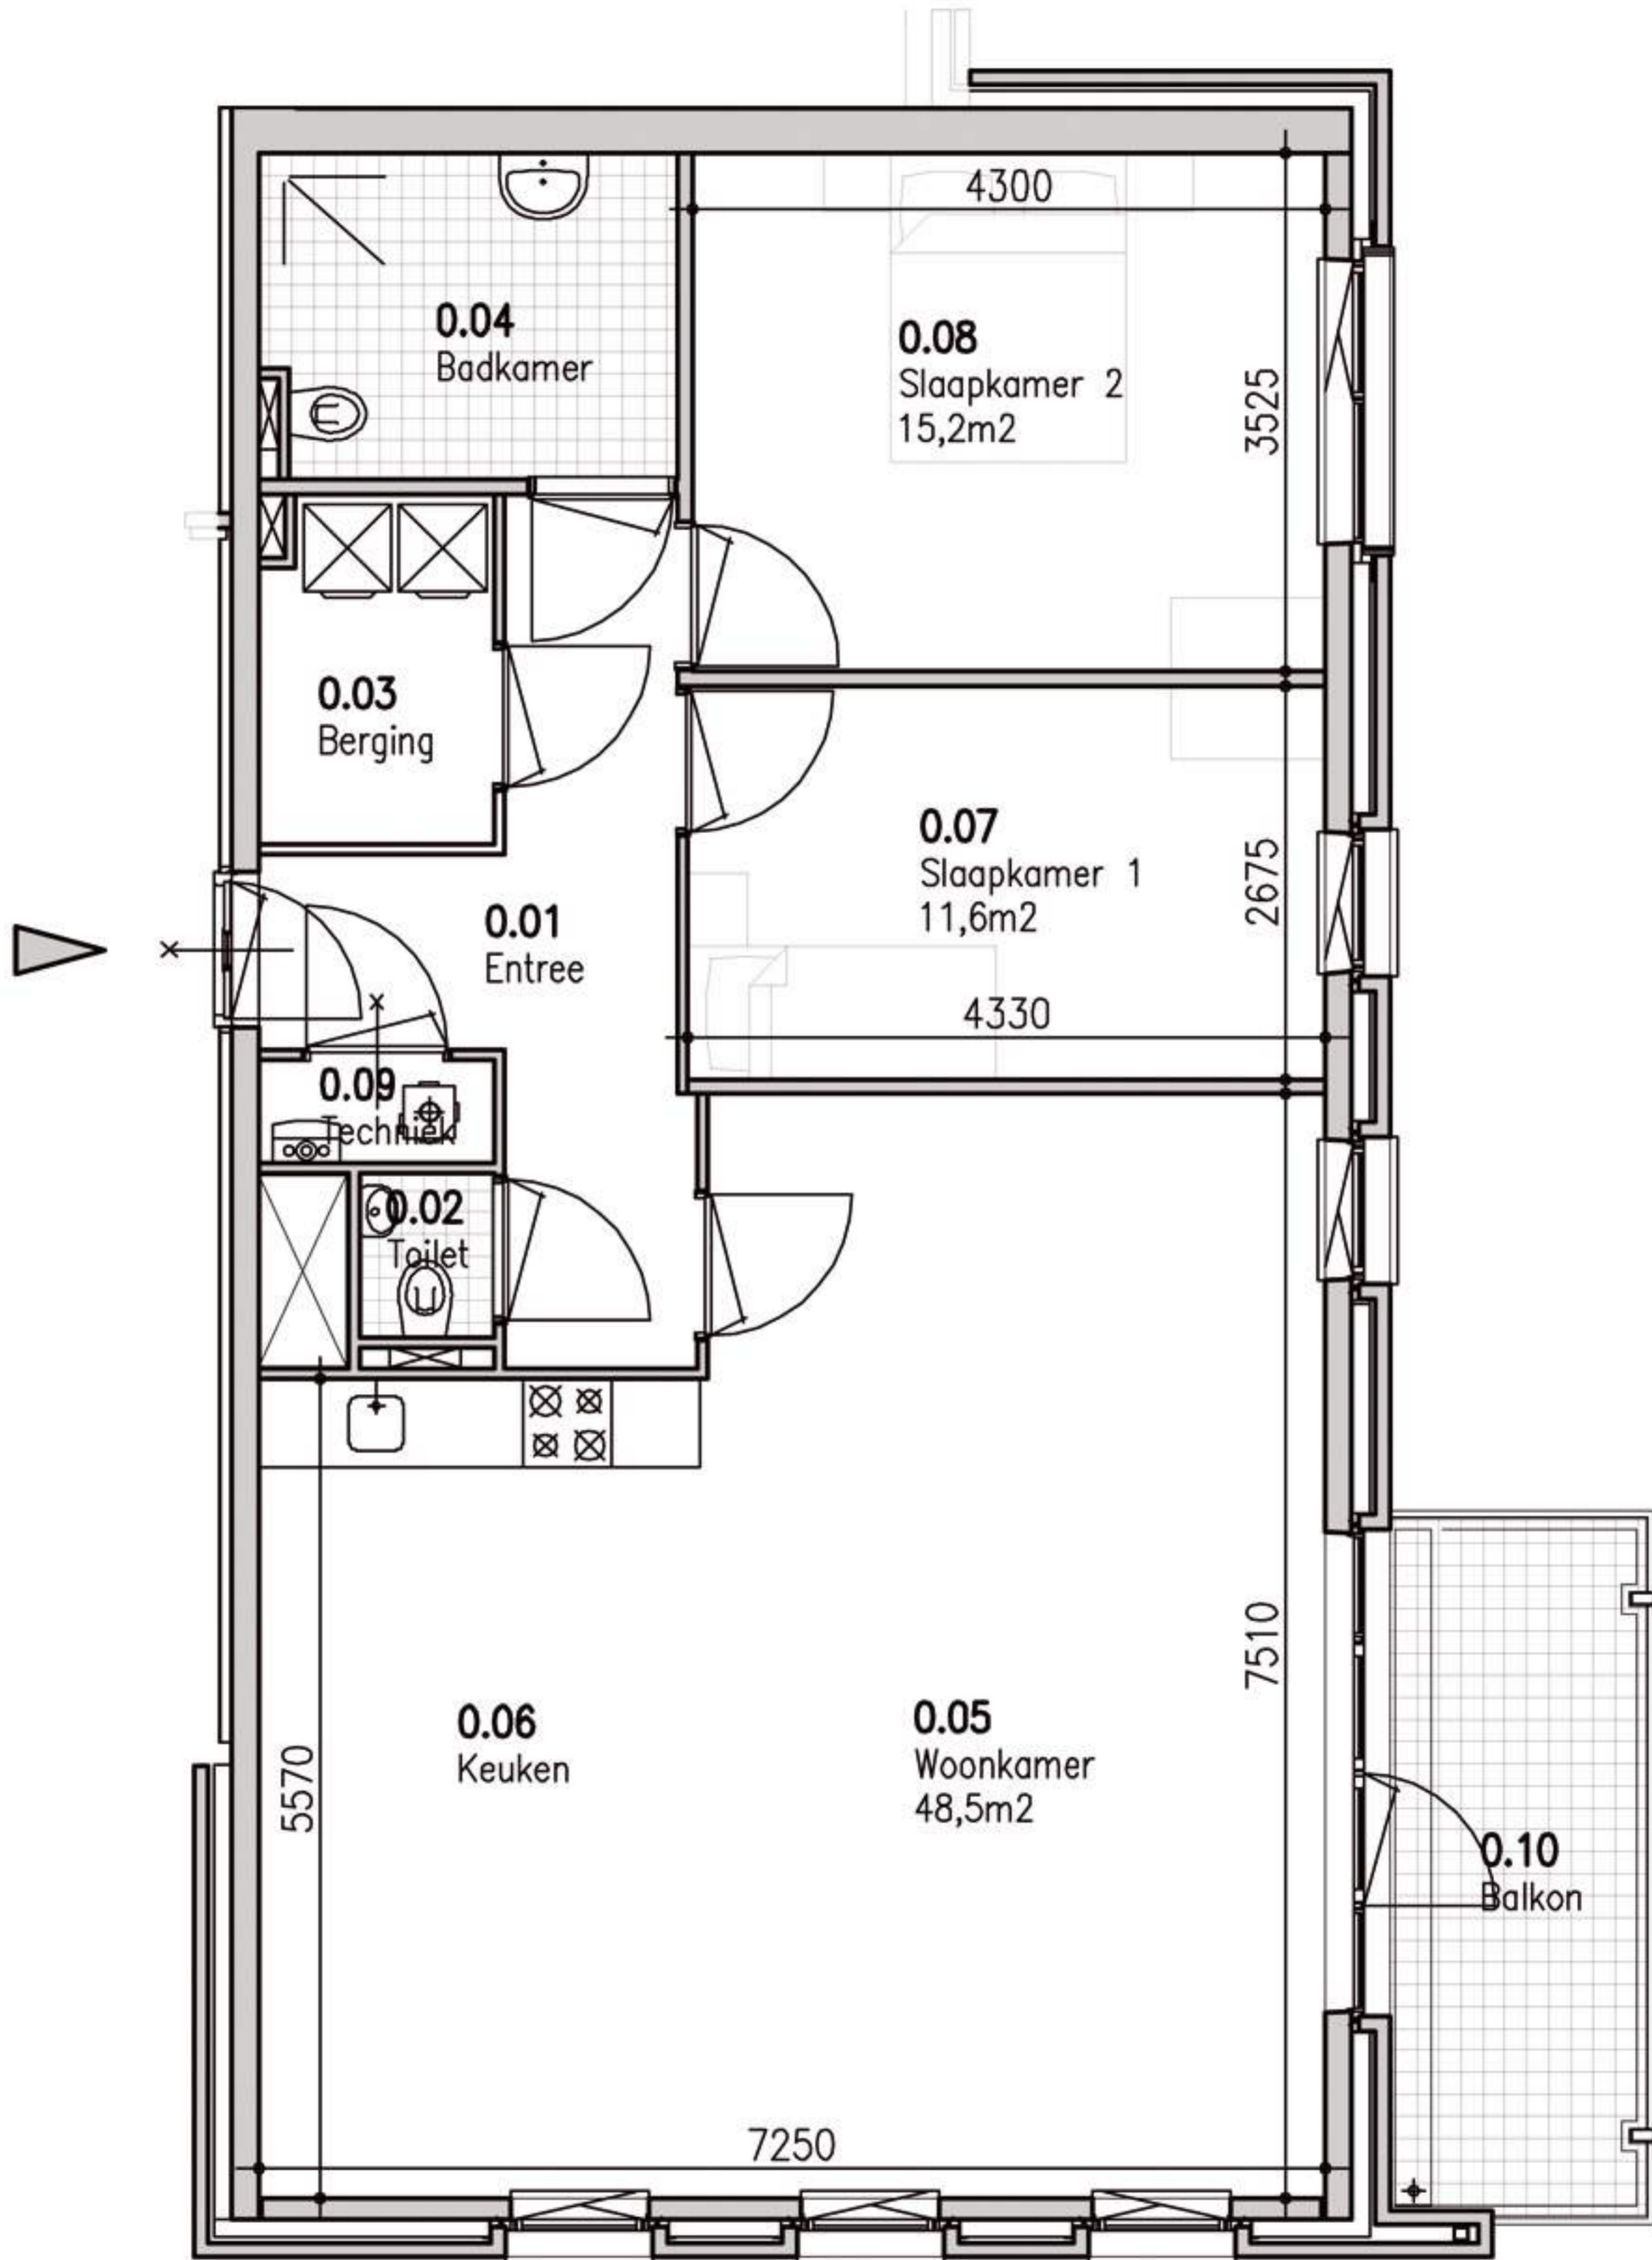 4300
0.04
Badkamer
0.08
Slaapkamer 2
15,2m2
3525
0.03
Berging
0.07
Slaapkamer 1
11,6m2
2675
0.01
Entree
4330
0.09
Techniek
0.02
Toilet
7510
0.06
Keuken
0.05
Woonkamer
48,5m2
5570
0.10
Balkon
7250